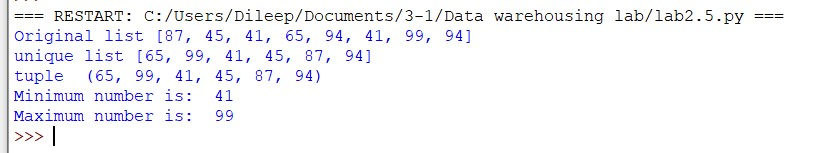 === RESTART: C:/Users/Dileep/Documents/3-1/Data warehousing lab/lab2.5.py ===
Original list [87, 45, 41, 65, 94, 41, 99, 94]
unique list [65, 99, 41, 45, 87, 94]
tuple  (65, 99, 41, 45, 87, 94)
Minimum number is:  41
Maximum number is:  99
>>>